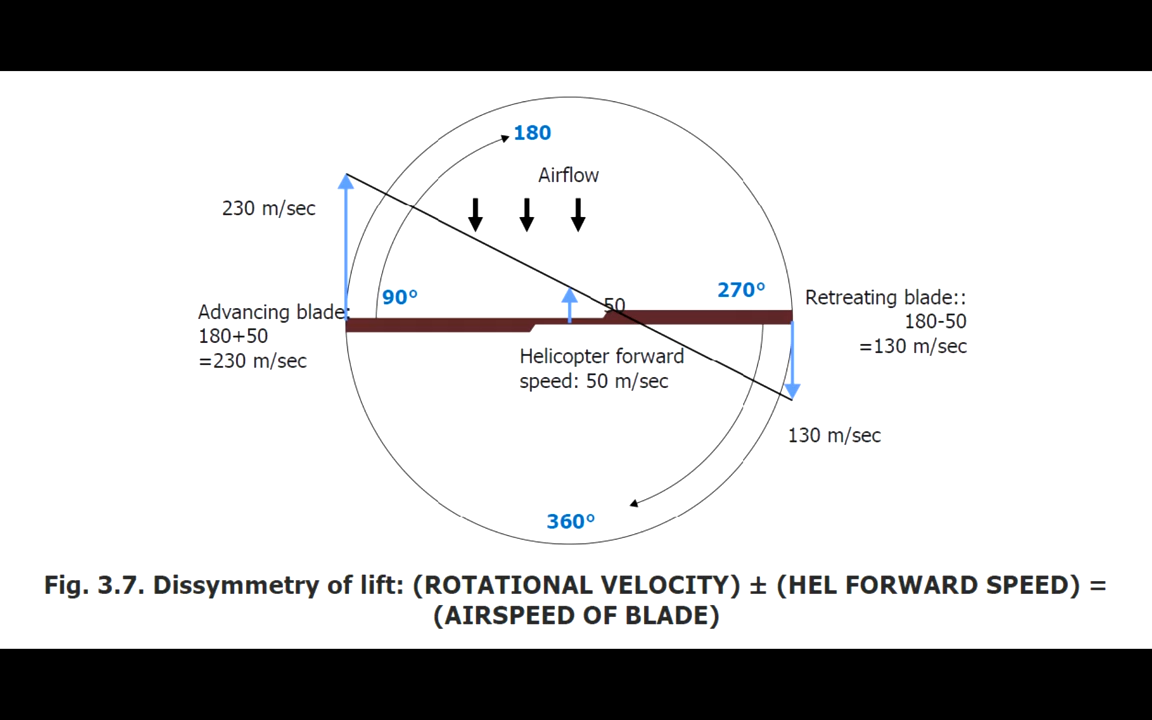 180
Airflow
230 m/sec
90°
50
270°
Advancing blade:
180+50
=230 m/sec
Retreating blade::
180-50
=130 m/sec
Helicopter forward
speed: 50 m/sec
130 m/sec
360°
Fig. 3.7. Dissymmetry of lift: (ROTATIONAL VELOCITY) ± (HEL FORWARD SPEED) =
(AIRSPEED OF BLADE)